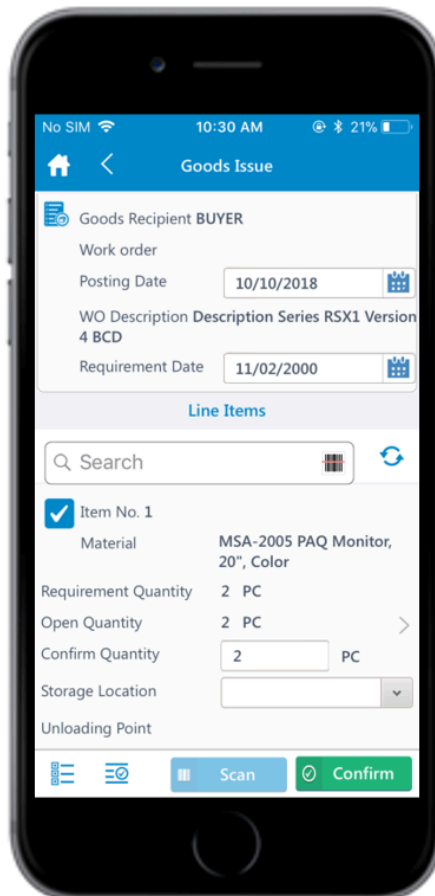 No SIM 10:30 AM 21%
Goods Issue
Goods Recipient BUYER
Work order
Posting Date 10/10/2018
WO Description Description Series RSX1 Version
4 BCD
Requirement Date 11/02/2000
Line Items
Search
Item No. 1
Material MSA-2005 PAQ Monitor,
20", Color
Requirement Quantity 2 PC
Open Quantity 2 PC
Confirm Quantity 2 PC
Storage Location
Unloading Point
Scan Confirm